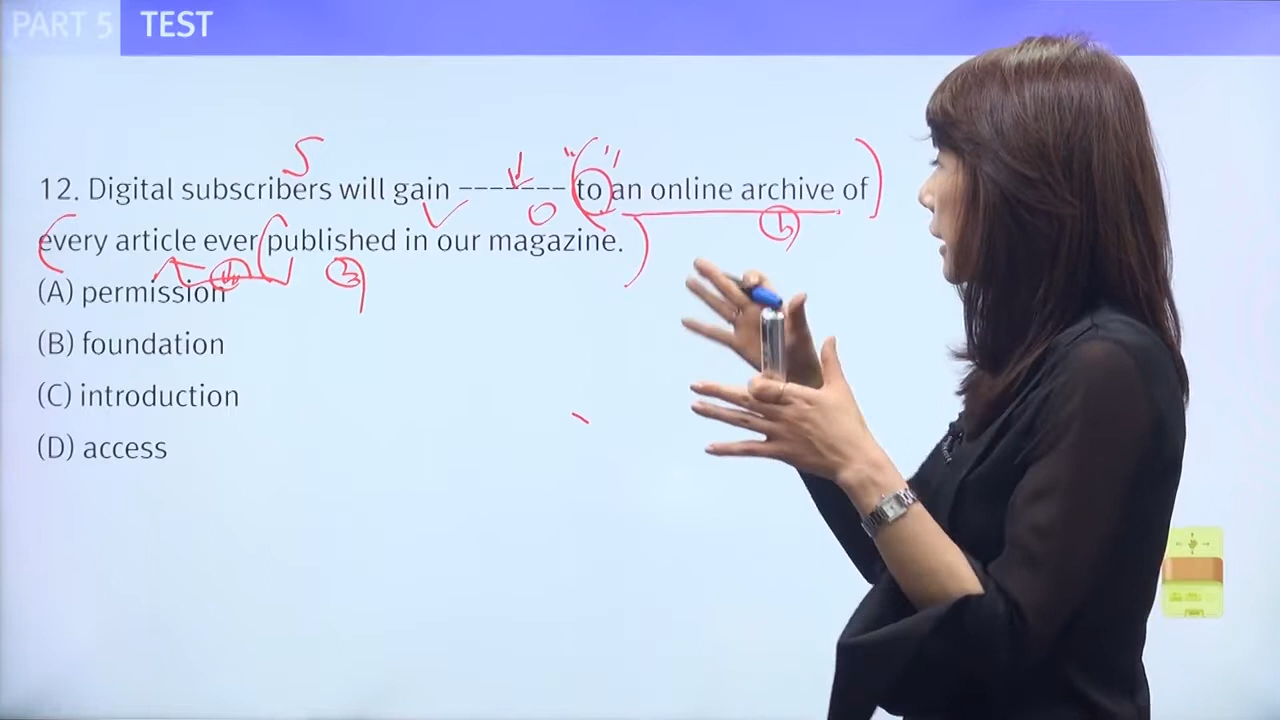 PART 5 TEST
S
12. Digital subscribers will gain ------- to an online archive of
every article ever published in our magazine.
(A) permission
(B) foundation
(C) introduction
(D) access